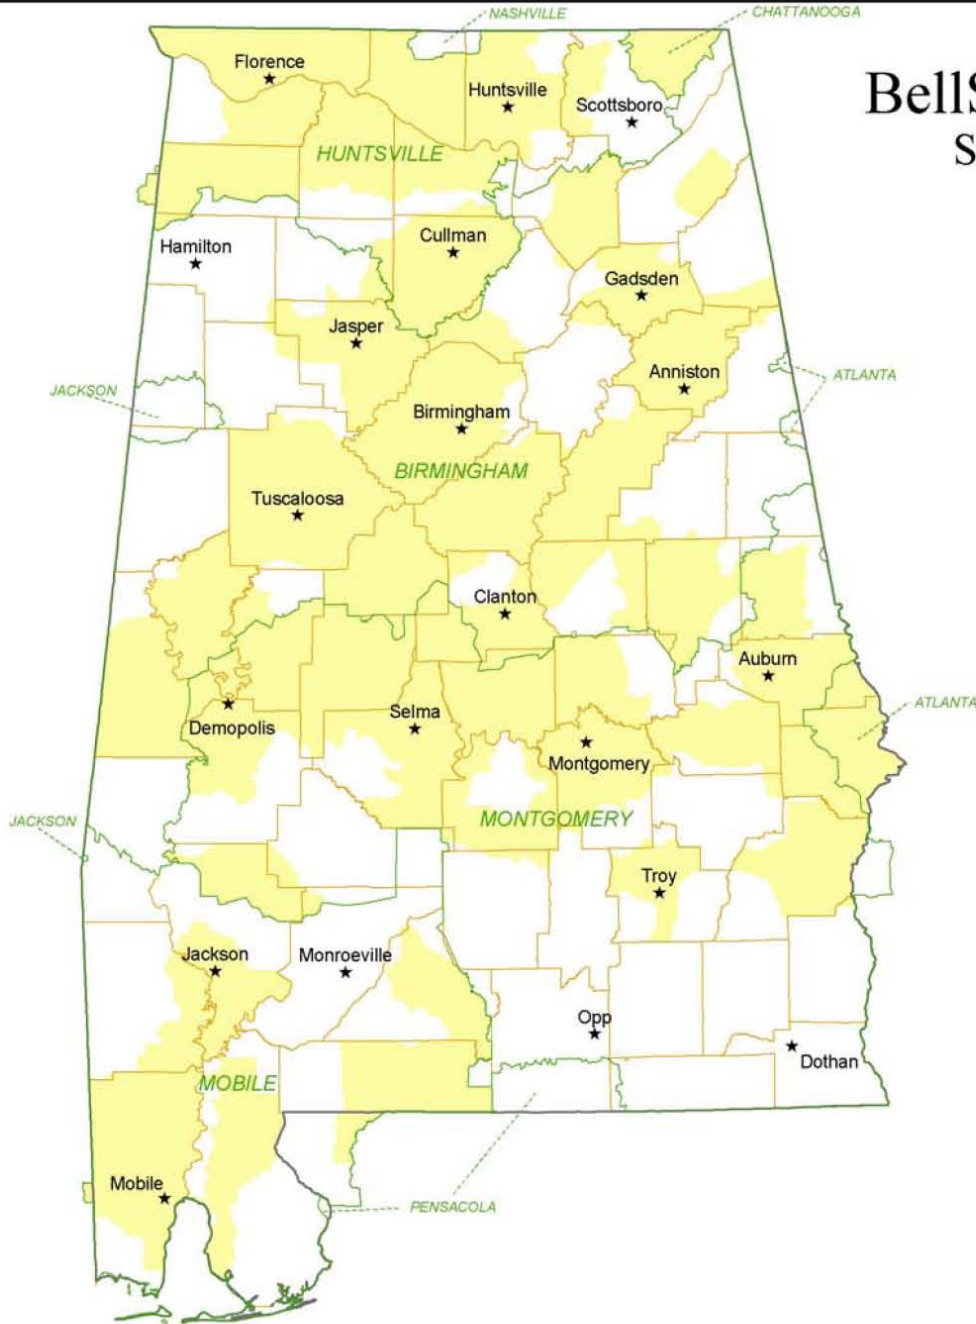 NASHVILLE
CHATTANOOGA
Florence
Huntsville
Scottsboro
BellS
S
HUNTSVILLE
Hamilton
Cullman
Gadsden
Jasper
Anniston
JACKSON
ATLANTA
Birmingham
BIRMINGHAM
Tuscaloosa
Clanton
Auburn
ATLANTA
Demopolis
Selma
Montgomery
JACKSON
MONTGOMERY
Troy
Jackson
Monroeville
Opp
Dothan
MOBILE
Mobile
PENSACOLA